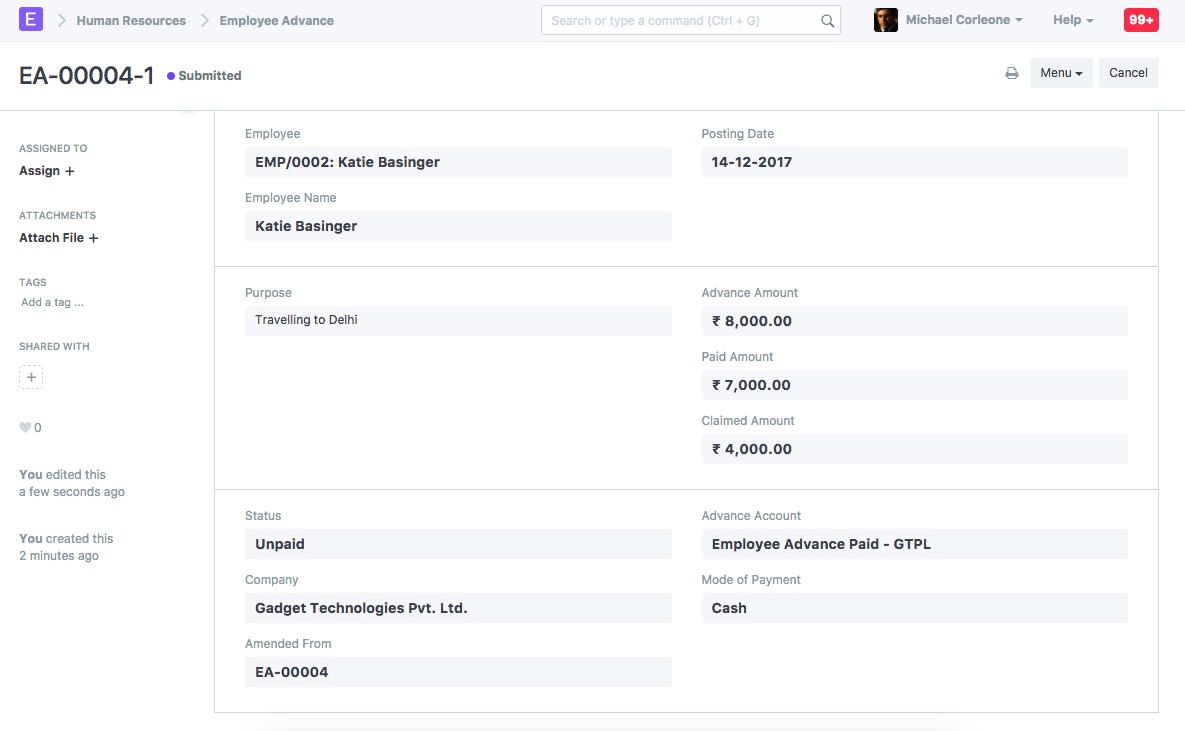 E
Human Resources
Employee Advance
Search or type a command (Ctrl + G)
Michael Corleone
Help
99+
EA-00004-1
Submitted
Menu
Cancel
ASSIGNED TO
Assign +
ATTACHMENTS
Attach File +
TAGS
Add a tag ...
SHARED WITH
+
0
You edited this
a few seconds ago
You created this
2 minutes ago
Employee
EMP/0002: Katie Basinger
Employee Name
Katie Basinger
Posting Date
14-12-2017
Purpose
Travelling to Delhi
Advance Amount
₹ 8,000.00
Paid Amount
₹ 7,000.00
Claimed Amount
₹ 4,000.00
Status
Unpaid
Company
Gadget Technologies Pvt. Ltd.
Amended From
EA-00004
Advance Account
Employee Advance Paid - GTPL
Mode of Payment
Cash